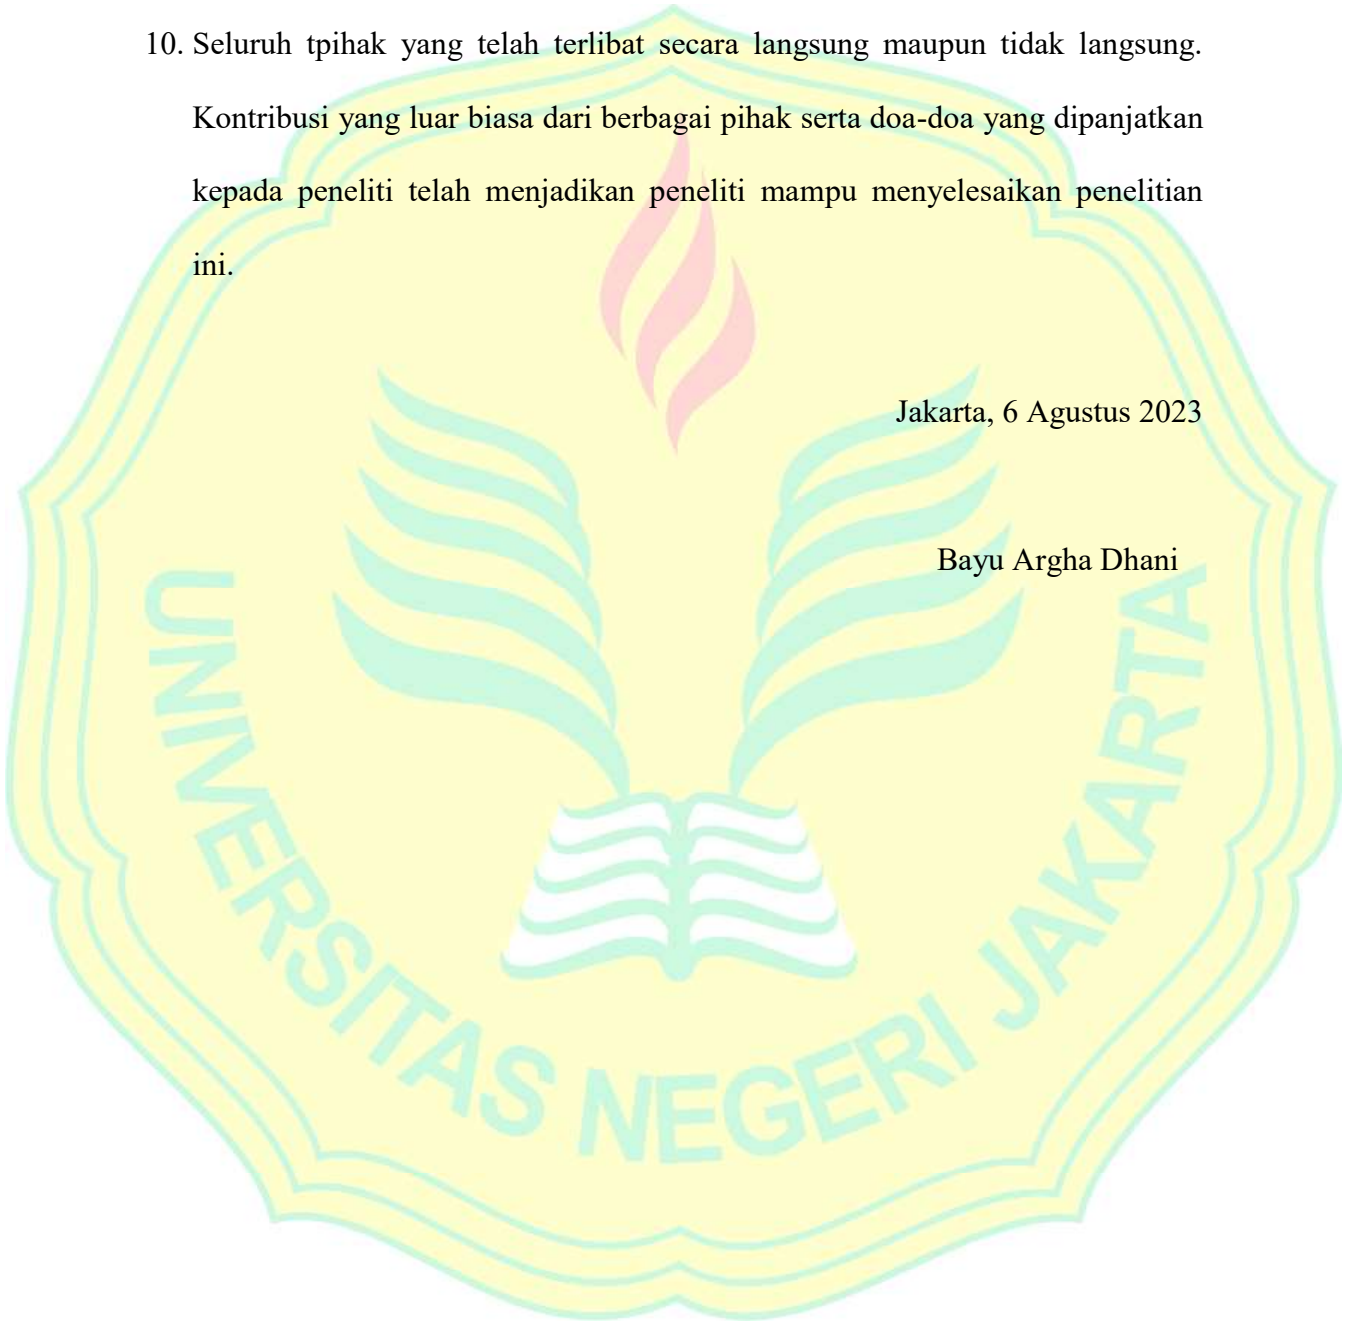 10. Seluruh tpihak yang telah terlibat secara langsung maupun tidak langsung.
Kontribusi yang luar biasa dari berbagai pihak serta doa-doa yang dipanjatkan
kepada peneliti telah menjadikan peneliti mampu menyelesaikan penelitian
ini.
Jakarta, 6 Agustus 2023
Bayu Argha Dhani
UNIVERSITAS NEGERI JAKARTA